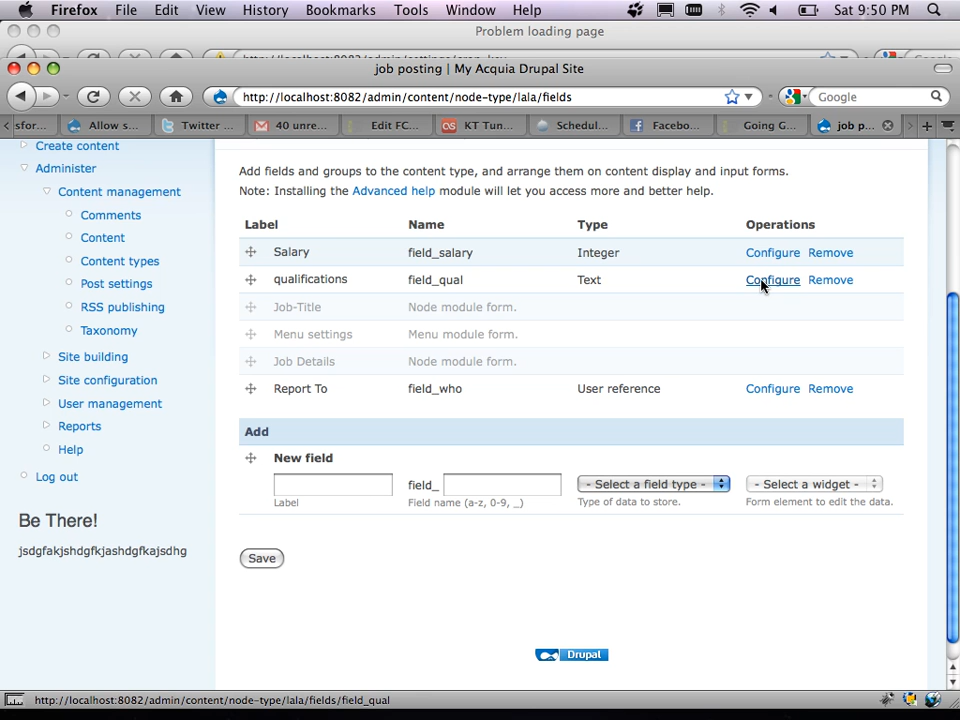 Firefox File Edit View History Bookmarks Tools Window Help Sat 9:50 PM
Problem loading page
job posting | My Acquia Drupal Site
http://localhost:8082/admin/content/node-type/lala/fields
Google
sfor... Allow s... Twitter ... 40 unre... Edit FC... KT Tun... Schedul... Facebo... Going G... job p...
Create content
Administer
Content management
Comments
Content
Content types
Post settings
RSS publishing
Taxonomy
Site building
Site configuration
User management
Reports
Help
Log out
Be There!
jsdgfakjshdgfkjashdgfkajsdhg
Add fields and groups to the content type, and arrange them on content display and input forms.
Note: Installing the Advanced help module will let you access more and better help.
Label Name Type Operations
Salary field_salary Integer Configure Remove
qualifications field_qual Text Configure Remove
Job-Title Node module form.
Menu settings Menu module form.
Job Details Node module form.
Report To field_who User reference Configure Remove
Add
New field
field_ - Select a field type - - Select a widget -
Label Field name (a-z, 0-9, _) Type of data to store. Form element to edit the data.
Save
Drupal
http://localhost:8082/admin/content/node-type/lala/fields/field_qual